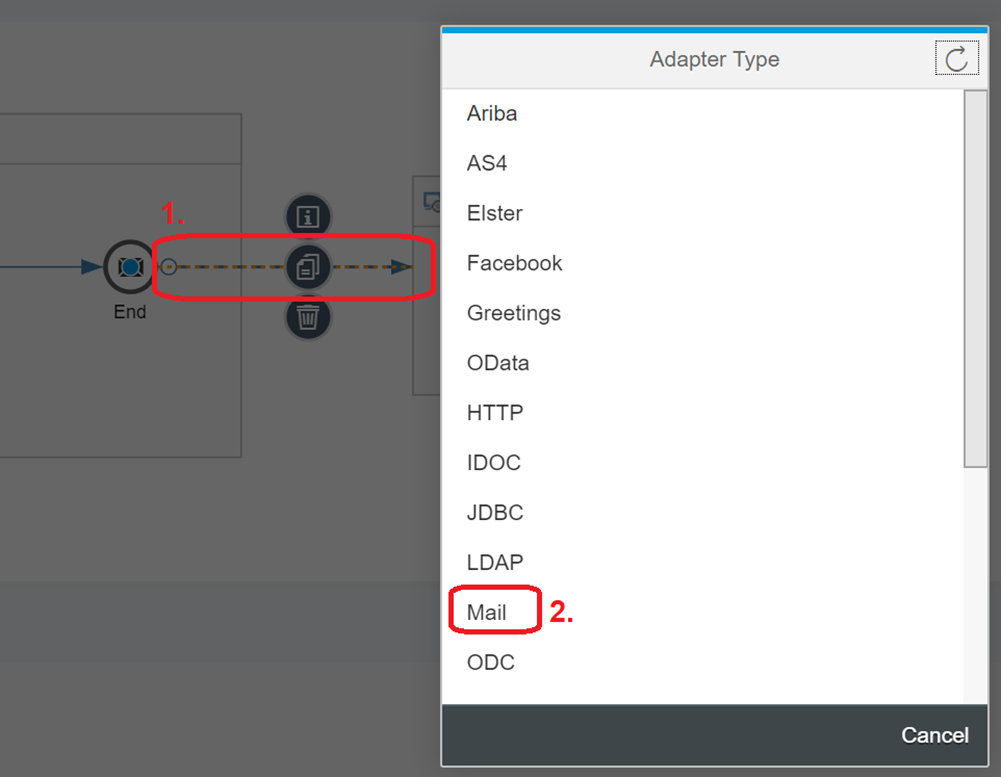 Adapter Type
Ariba
AS4
1.
Elster
Facebook
Greetings
End
OData
HTTP
IDOC
JDBC
LDAP
Mail
2.
ODC
Cancel